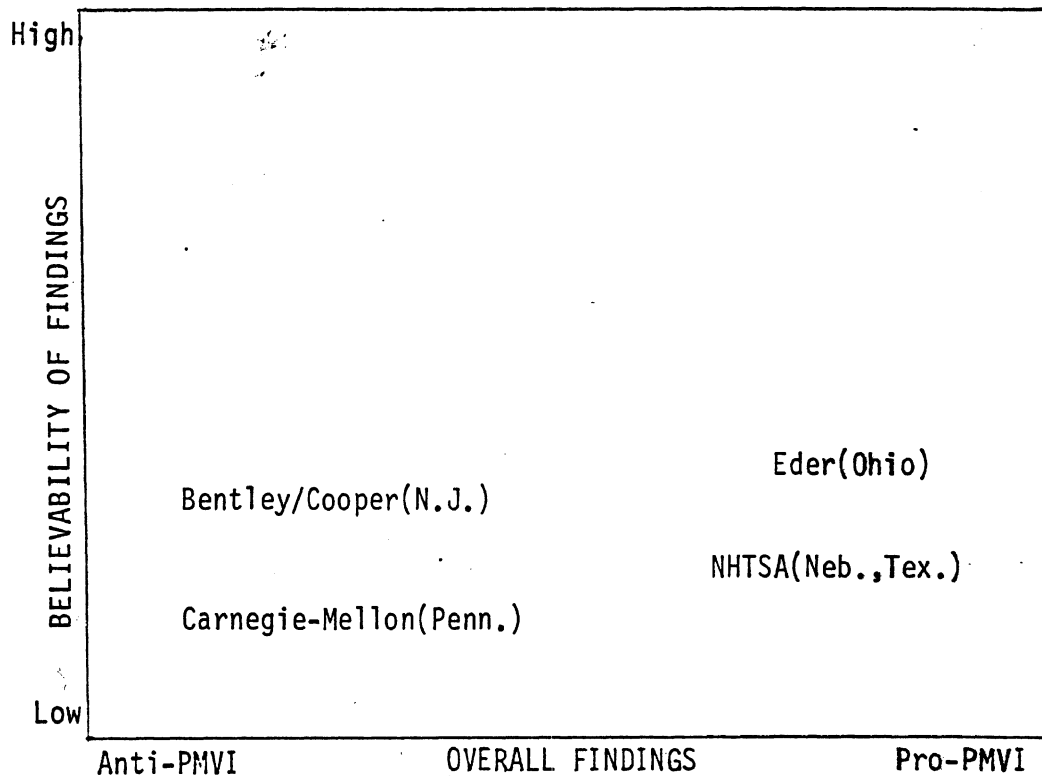 High
BELIEVABILITY OF FINDINGS
Eder(Ohio)
Bentley/Cooper(N.J.)
NHTSA(Neb.,Tex.)
Carnegie-Mellon(Penn.)
Low
Anti-PMVI
OVERALL FINDINGS
Pro-PMVI